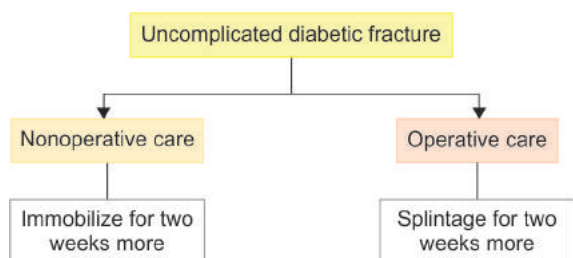 Uncomplicated diabetic fracture
Nonoperative care
Operative care
Immobilize for two
weeks more
Splintage for two
weeks more